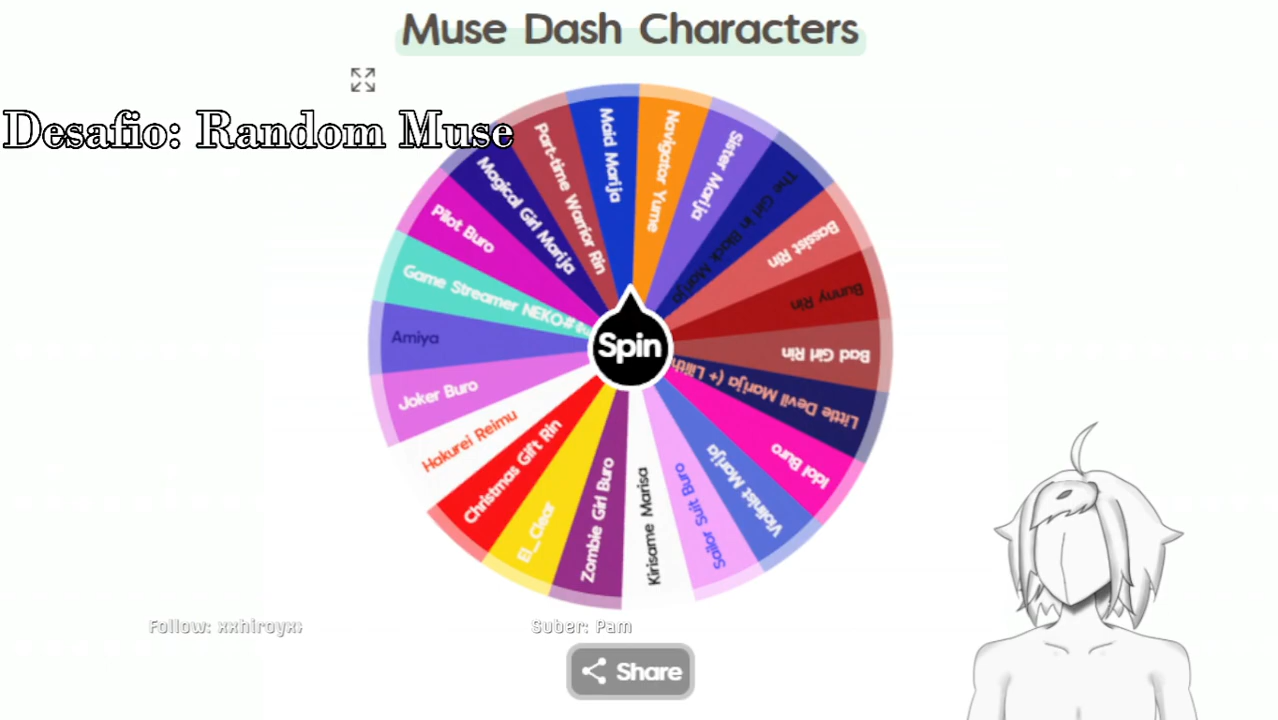 Muse Dash Characters
Desafio: Random Muse
Maid Marija
Navigator Yume
Sister Marija
The Girl in Black Marija
Bassist Rin
Bunny Rin
Bad Girl Rin
Little Devil Marija (+ Lilith
Idol Buro
Violinist Marija
Sailor Suit Buro
Kirisame Marisa
Zombie Girl Buro
El_Clear
Christmas Gift Rin
Hakurei Reimu
Joker Buro
Amiya
Game Streamer NEKO#
Pilot Buro
Magical Girl Marija
Part-time Warrior Rin
Spin
Follow: xxhiroyxx
Suber: Pam
Share